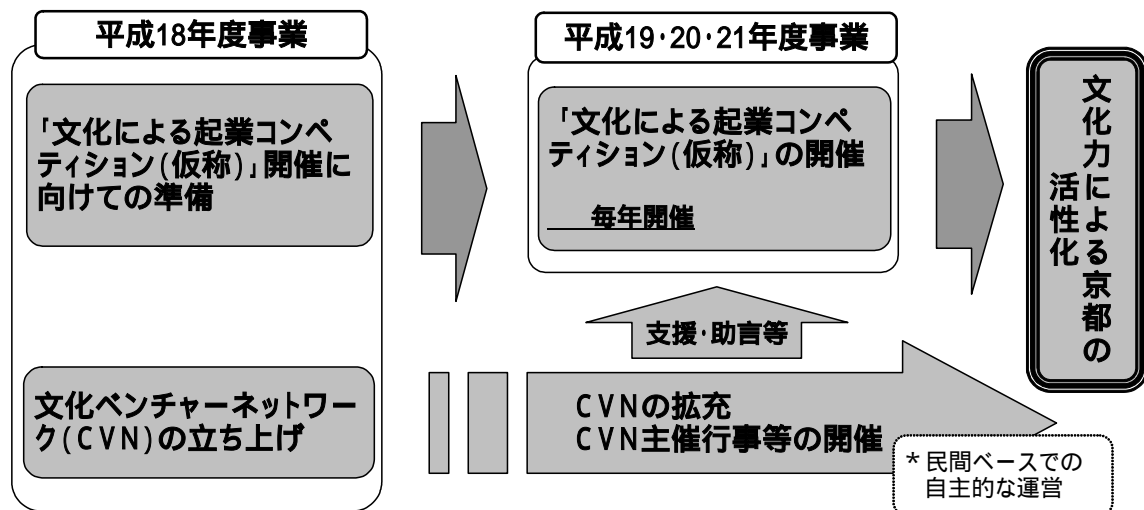 平成18年度事業
「文化による起業コンペ
ティション(仮称)」開催に
向けての準備
文化ベンチャーネットワー
ク(CVN)の立ち上げ
平成19・20・21年度事業
「文化による起業コンペ
ティション(仮称)」の開催
毎年開催
支援・助言等
CVNの拡充
CVN主催行事等の開催
*民間ベースでの
自主的な運営
文化力による京都の
活性化